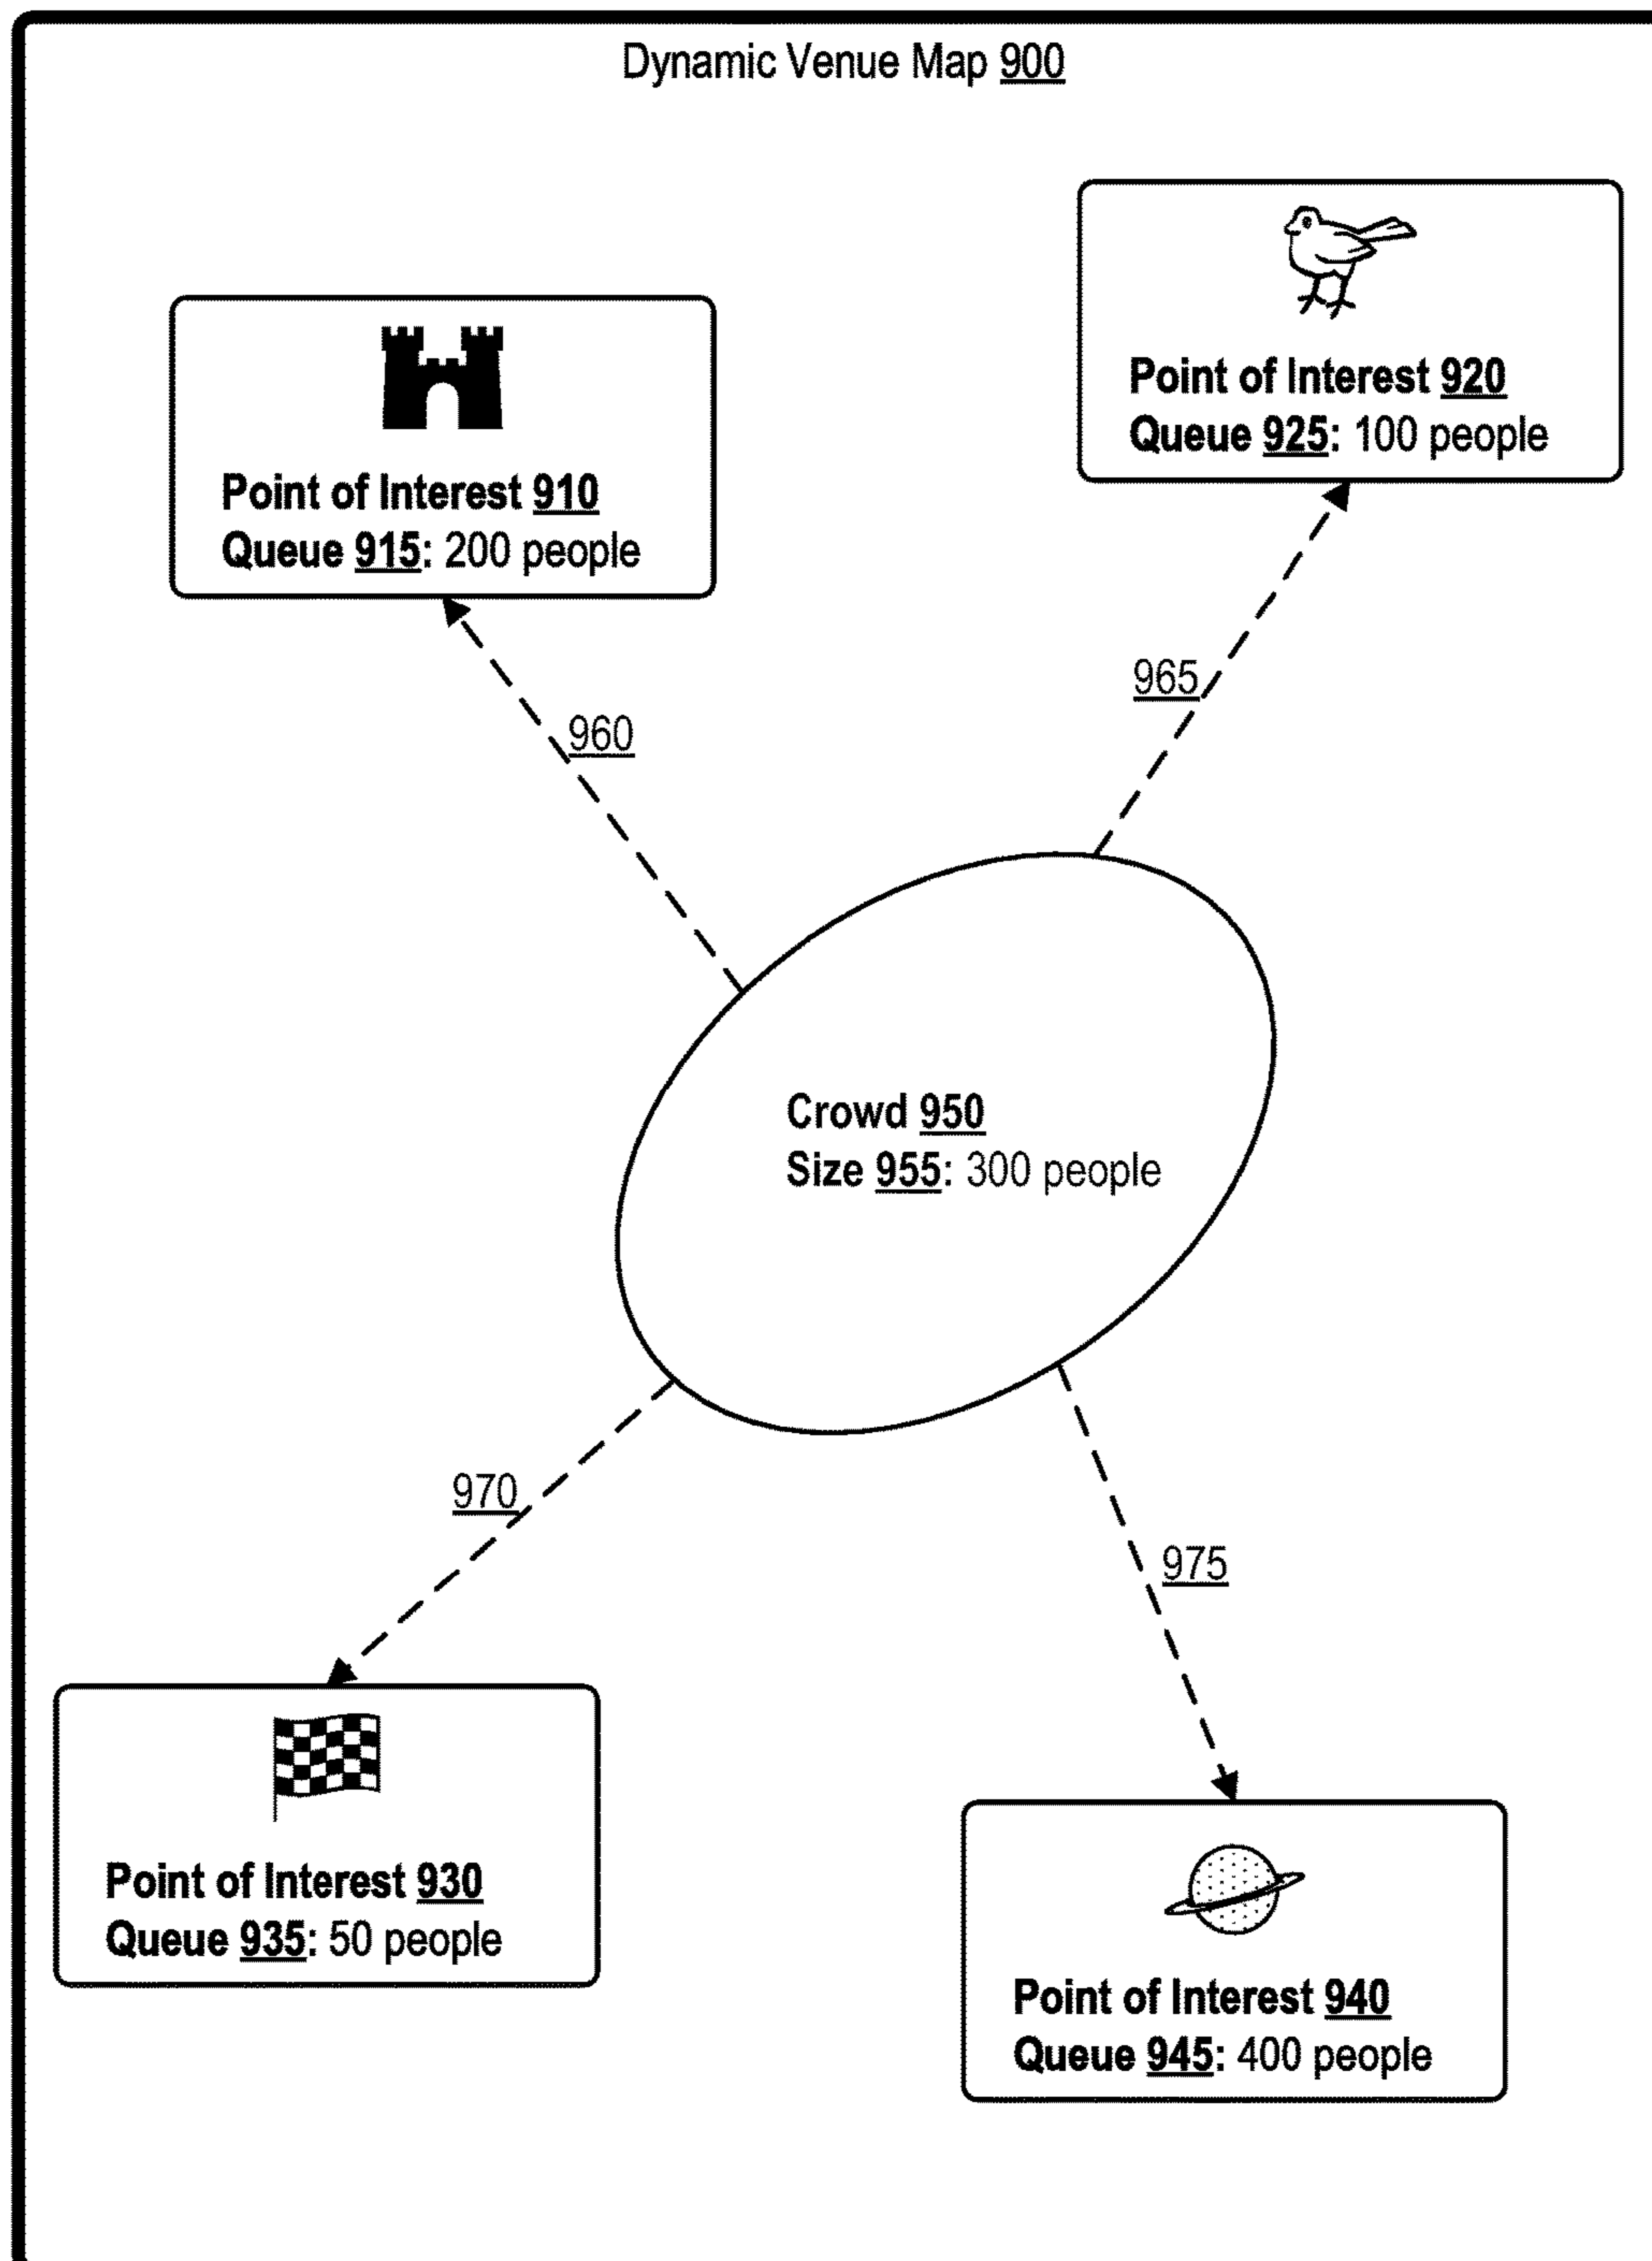 Dynamic Venue Map 900
Point of Interest 920
Queue 925: 100 people
Point of Interest 910
Queue 915: 200 people
965
960
Crowd 950
Size 955: 300 people
970
975
Point of Interest 930
Queue 935: 50 people
Point of Interest 940
Queue 945: 400 people